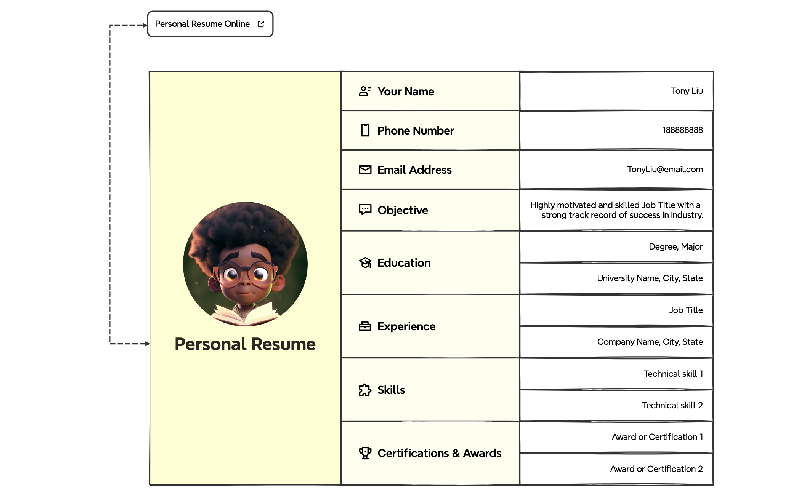 Personal Resume Online
Personal Resume
Your Name
Tony Liu
Phone Number
188888888
Email Address
TonyLiu@email.com
Objective
Highly motivated and skilled Job Title with a
strong track record of success in Industry.
Education
Degree, Major
University Name, City, State
Experience
Job Title
Company Name, City, State
Skills
Technical skill 1
Technical skill 2
Certifications & Awards
Award or Certification 1
Award or Certification 2